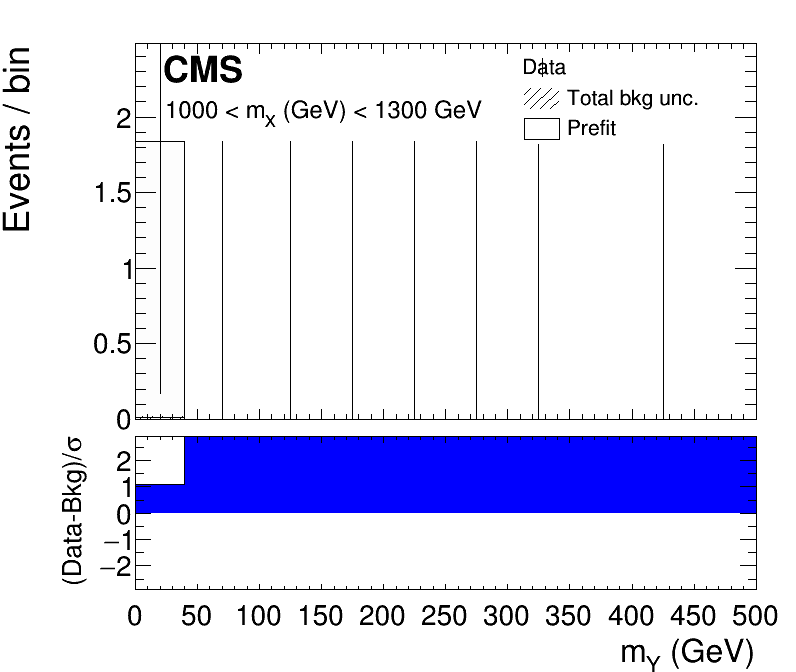 Events / bin
CMS
1000 < m_X (GeV) < 1300 GeV
Data
Total bkg unc.
Prefit
2
1.5
1
0.5
0
(Data-Bkg)/σ
2
1
0
−1
−2
0 50 100 150 200 250 300 350 400 450 500
m_Y (GeV)